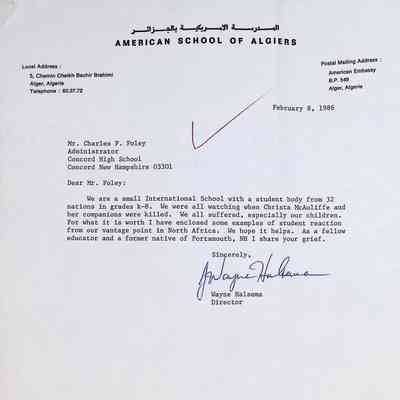 المدرسة الامريكية بالجزائر
AMERICAN SCHOOL OF ALGIERS
Local Address :
5, Chemin Cheikh Bachir Brahimi
Alger, Algeria
Telephone : 60.37.72
Postal Mailing Address :
American Embassy
B.P. 549
Alger, Algeria
February 8, 1986
Mr. Charles F. Foley
Administrator
Concord High School
Concord New Hampshire 03301
Dear Mr. Foley:
We are a small International School with a student body from 32
nations in grades k-8. We were all watching when Christa McAuliffe and
her companions were killed. We all suffered, especially our children.
For what it is worth I have enclosed some examples of student reaction
from our vantage point in North Africa. We hope it helps. As a fellow
educator and a former native of Portsmouth, NH I share your grief.
Sincerely,
J Wayne Halsema
Wayne Halsema
Director